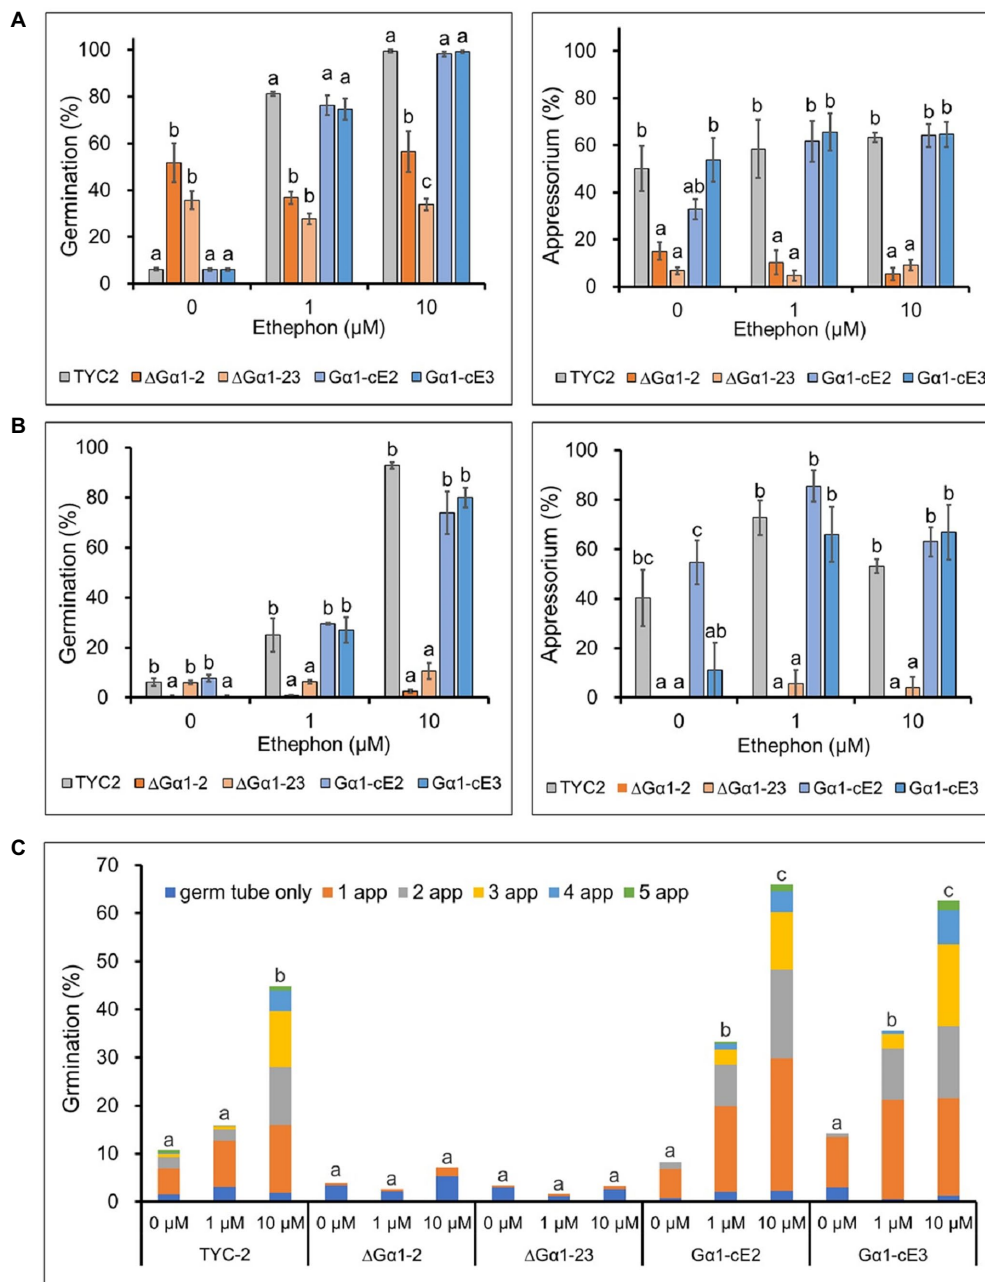 A
Germination (%)
100
80
60
40
20
0
a b b a a
a b b a a
a b c a a
0 1 10
Ethephon (µM)
TYC2 ΔGα1-2 ΔGα1-23 Gα1-cE2 Gα1-cE3
Appressorium (%)
100
80
60
40
20
0
b a a ab b
b a a b b
b a a b b
0 1 10
Ethephon (µM)
TYC2 ΔGα1-2 ΔGα1-23 Gα1-cE2 Gα1-cE3
B
Germination (%)
100
80
60
40
20
0
b a b b a
b a a b b
b a a b b
0 1 10
Ethephon (µM)
TYC2 ΔGα1-2 ΔGα1-23 Gα1-cE2 Gα1-cE3
Appressorium (%)
100
80
60
40
20
0
bc a a c ab
b a a b b
b a a b b
0 1 10
Ethephon (µM)
TYC2 ΔGα1-2 ΔGα1-23 Gα1-cE2 Gα1-cE3
C
Grmination (%)
70
60
50
40
30
20
10
0
germ tube only 1 app 2 app 3 app 4 app 5 app
a a b a a a a a a a b c a b c
0 µM 1 µM 10 µM 0 µM 1 µM 10 µM 0 µM 1 µM 10 µM 0 µM 1 µM 10 µM 0 µM 1 µM 10 µM
TYC-2 ΔGα1-2 ΔGα1-23 Gα1-cE2 Gα1-cE3